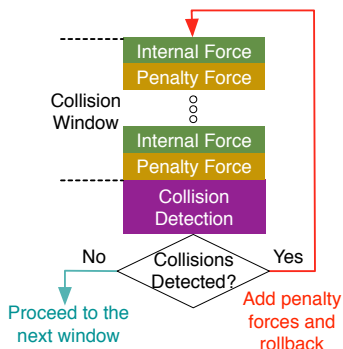 Internal Force
Penalty Force
Collision
Window
Internal Force
Penalty Force
Collision
Detection
No
Collisions
Detected?
Yes
Proceed to the
next window
Add penalty
forces and
rollback